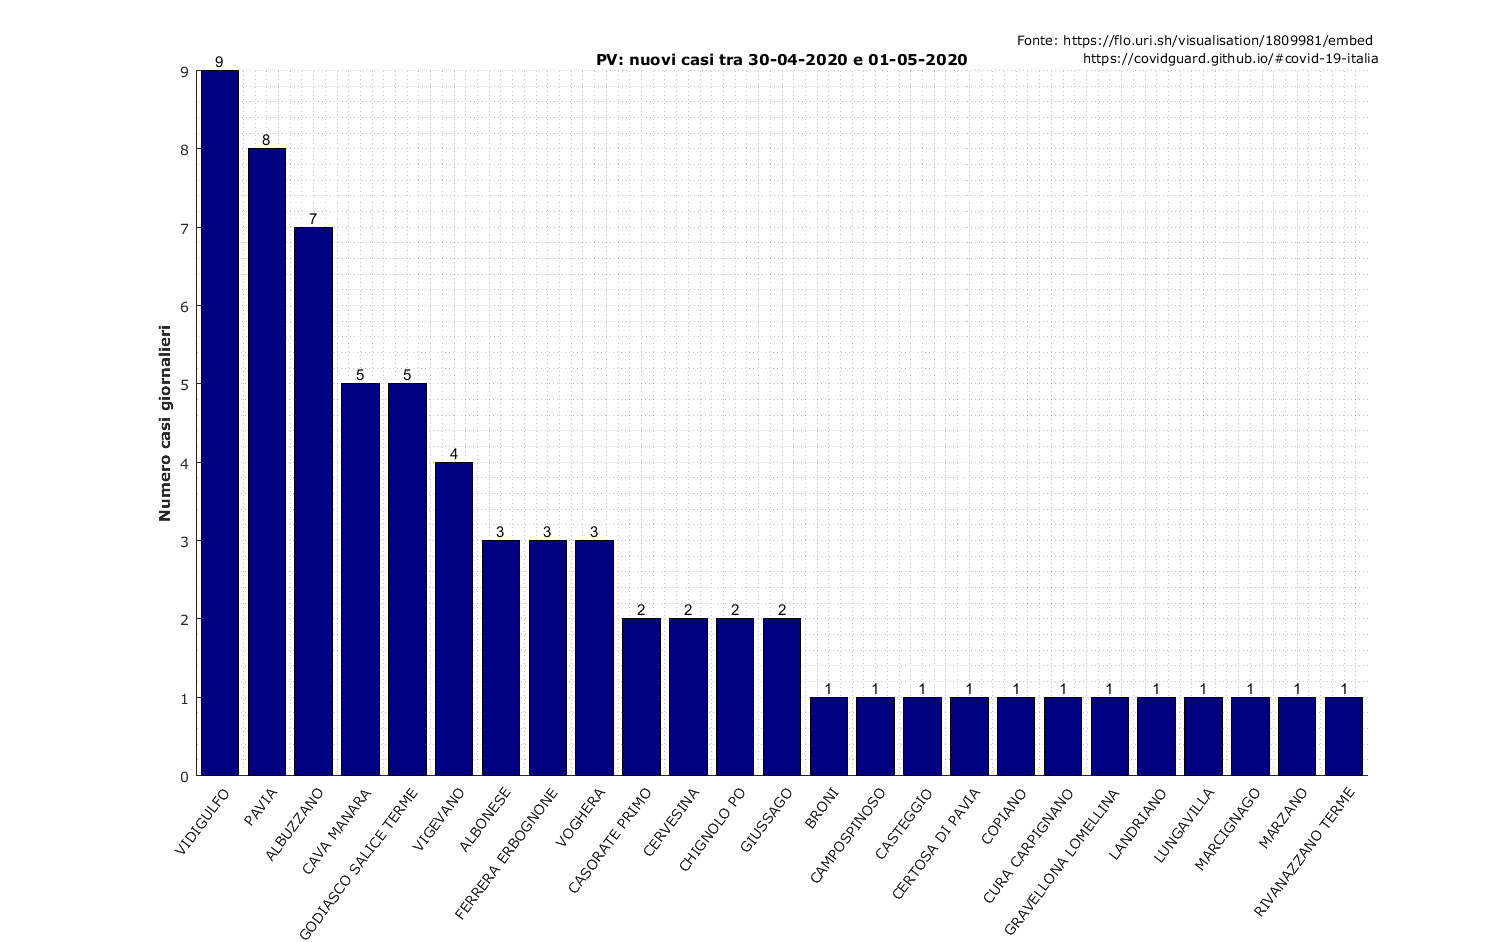 Fonte: https://flo.uri.sh/visualisation/1809981/embed
https://covidguard.github.io/#covid-19-italia
PV: nuovi casi tra 30-04-2020 e 01-05-2020
Numero casi giornalieri
9
8
7
6
5
4
3
2
1
0
9
8
7
5
5
4
3
3
3
2
2
2
2
1
1
1
1
1
1
1
1
1
1
1
1
VIDIGULFO
PAVIA
ALBUZZANO
CAVA MANARA
GODIASCO SALICE TERME
VIGEVANO
ALBONESE
FERRERA ERBOGNONE
VOGHERA
CASORATE PRIMO
CERVESINA
CHIGNOLO PO
GIUSSAGO
BRONI
CAMPOSPINOSO
CASTEGGIO
CERTOSA DI PAVIA
COPIANO
CURA CARPIGNANO
GRAVELLONA LOMELLINA
LANDRIANO
LUNGAVILLA
MARCIGNAGO
MARZANO
RIVANAZZANO TERME